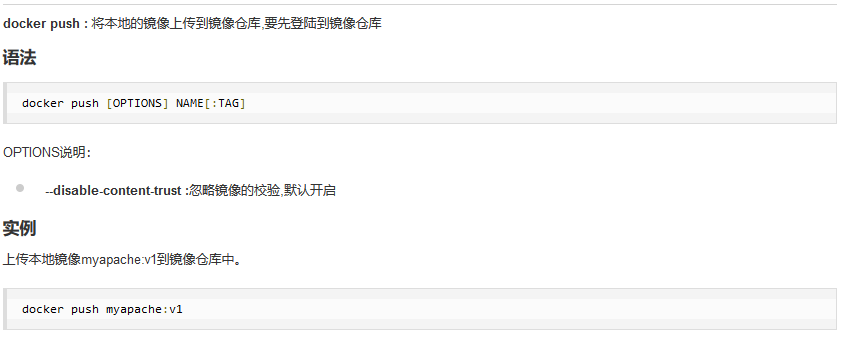 docker push : 将本地的镜像上传到镜像仓库,要先登陆到镜像仓库
语法
docker push [OPTIONS] NAME[:TAG]
OPTIONS说明：
--disable-content-trust :忽略镜像的校验,默认开启
实例
上传本地镜像myapache:v1到镜像仓库中。
docker push myapache:v1